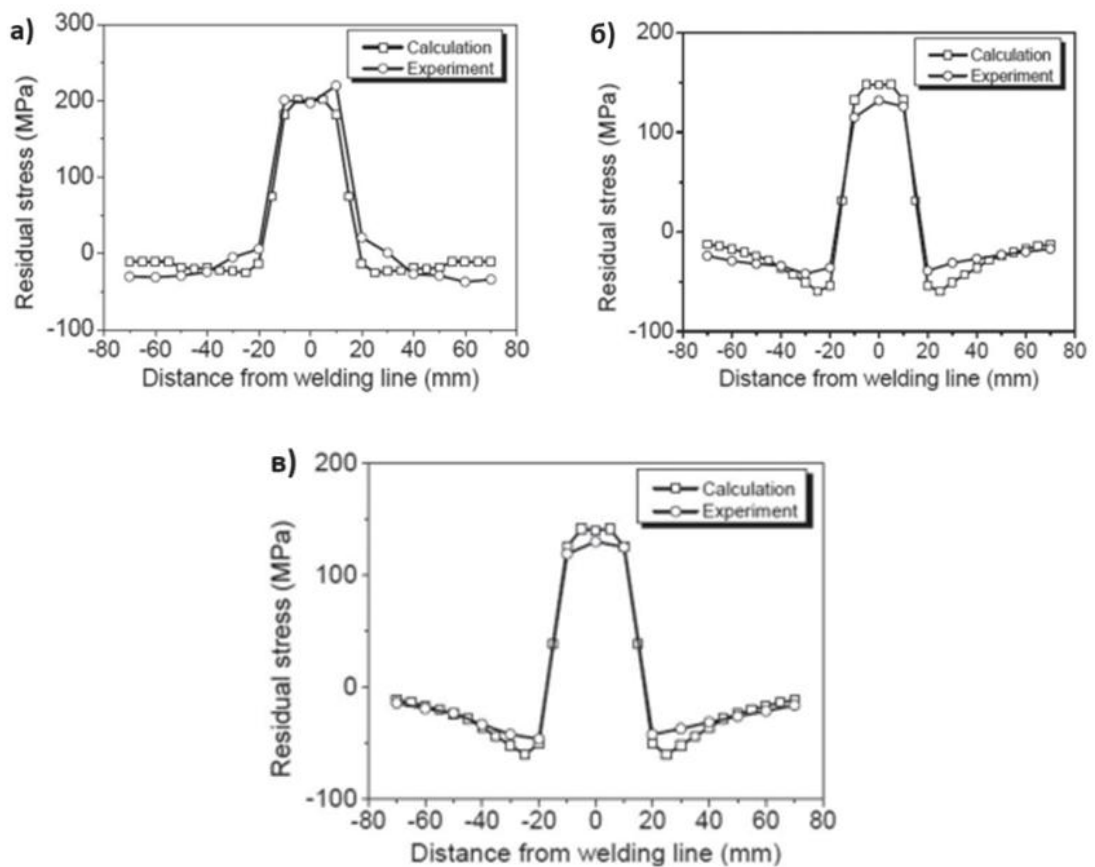 а)
Residual stress (MPa)
300
200
100
0
-100
Calculation
Experiment
-80 -60 -40 -20 0 20 40 60 80
Distance from welding line (mm)
б)
Residual stress (MPa)
200
100
0
-100
Calculation
Experiment
-80 -60 -40 -20 0 20 40 60 80
Distance from welding line (mm)
в)
Residual stress (MPa)
200
100
0
-100
Calculation
Experiment
-80 -60 -40 -20 0 20 40 60 80
Distance from welding line (mm)